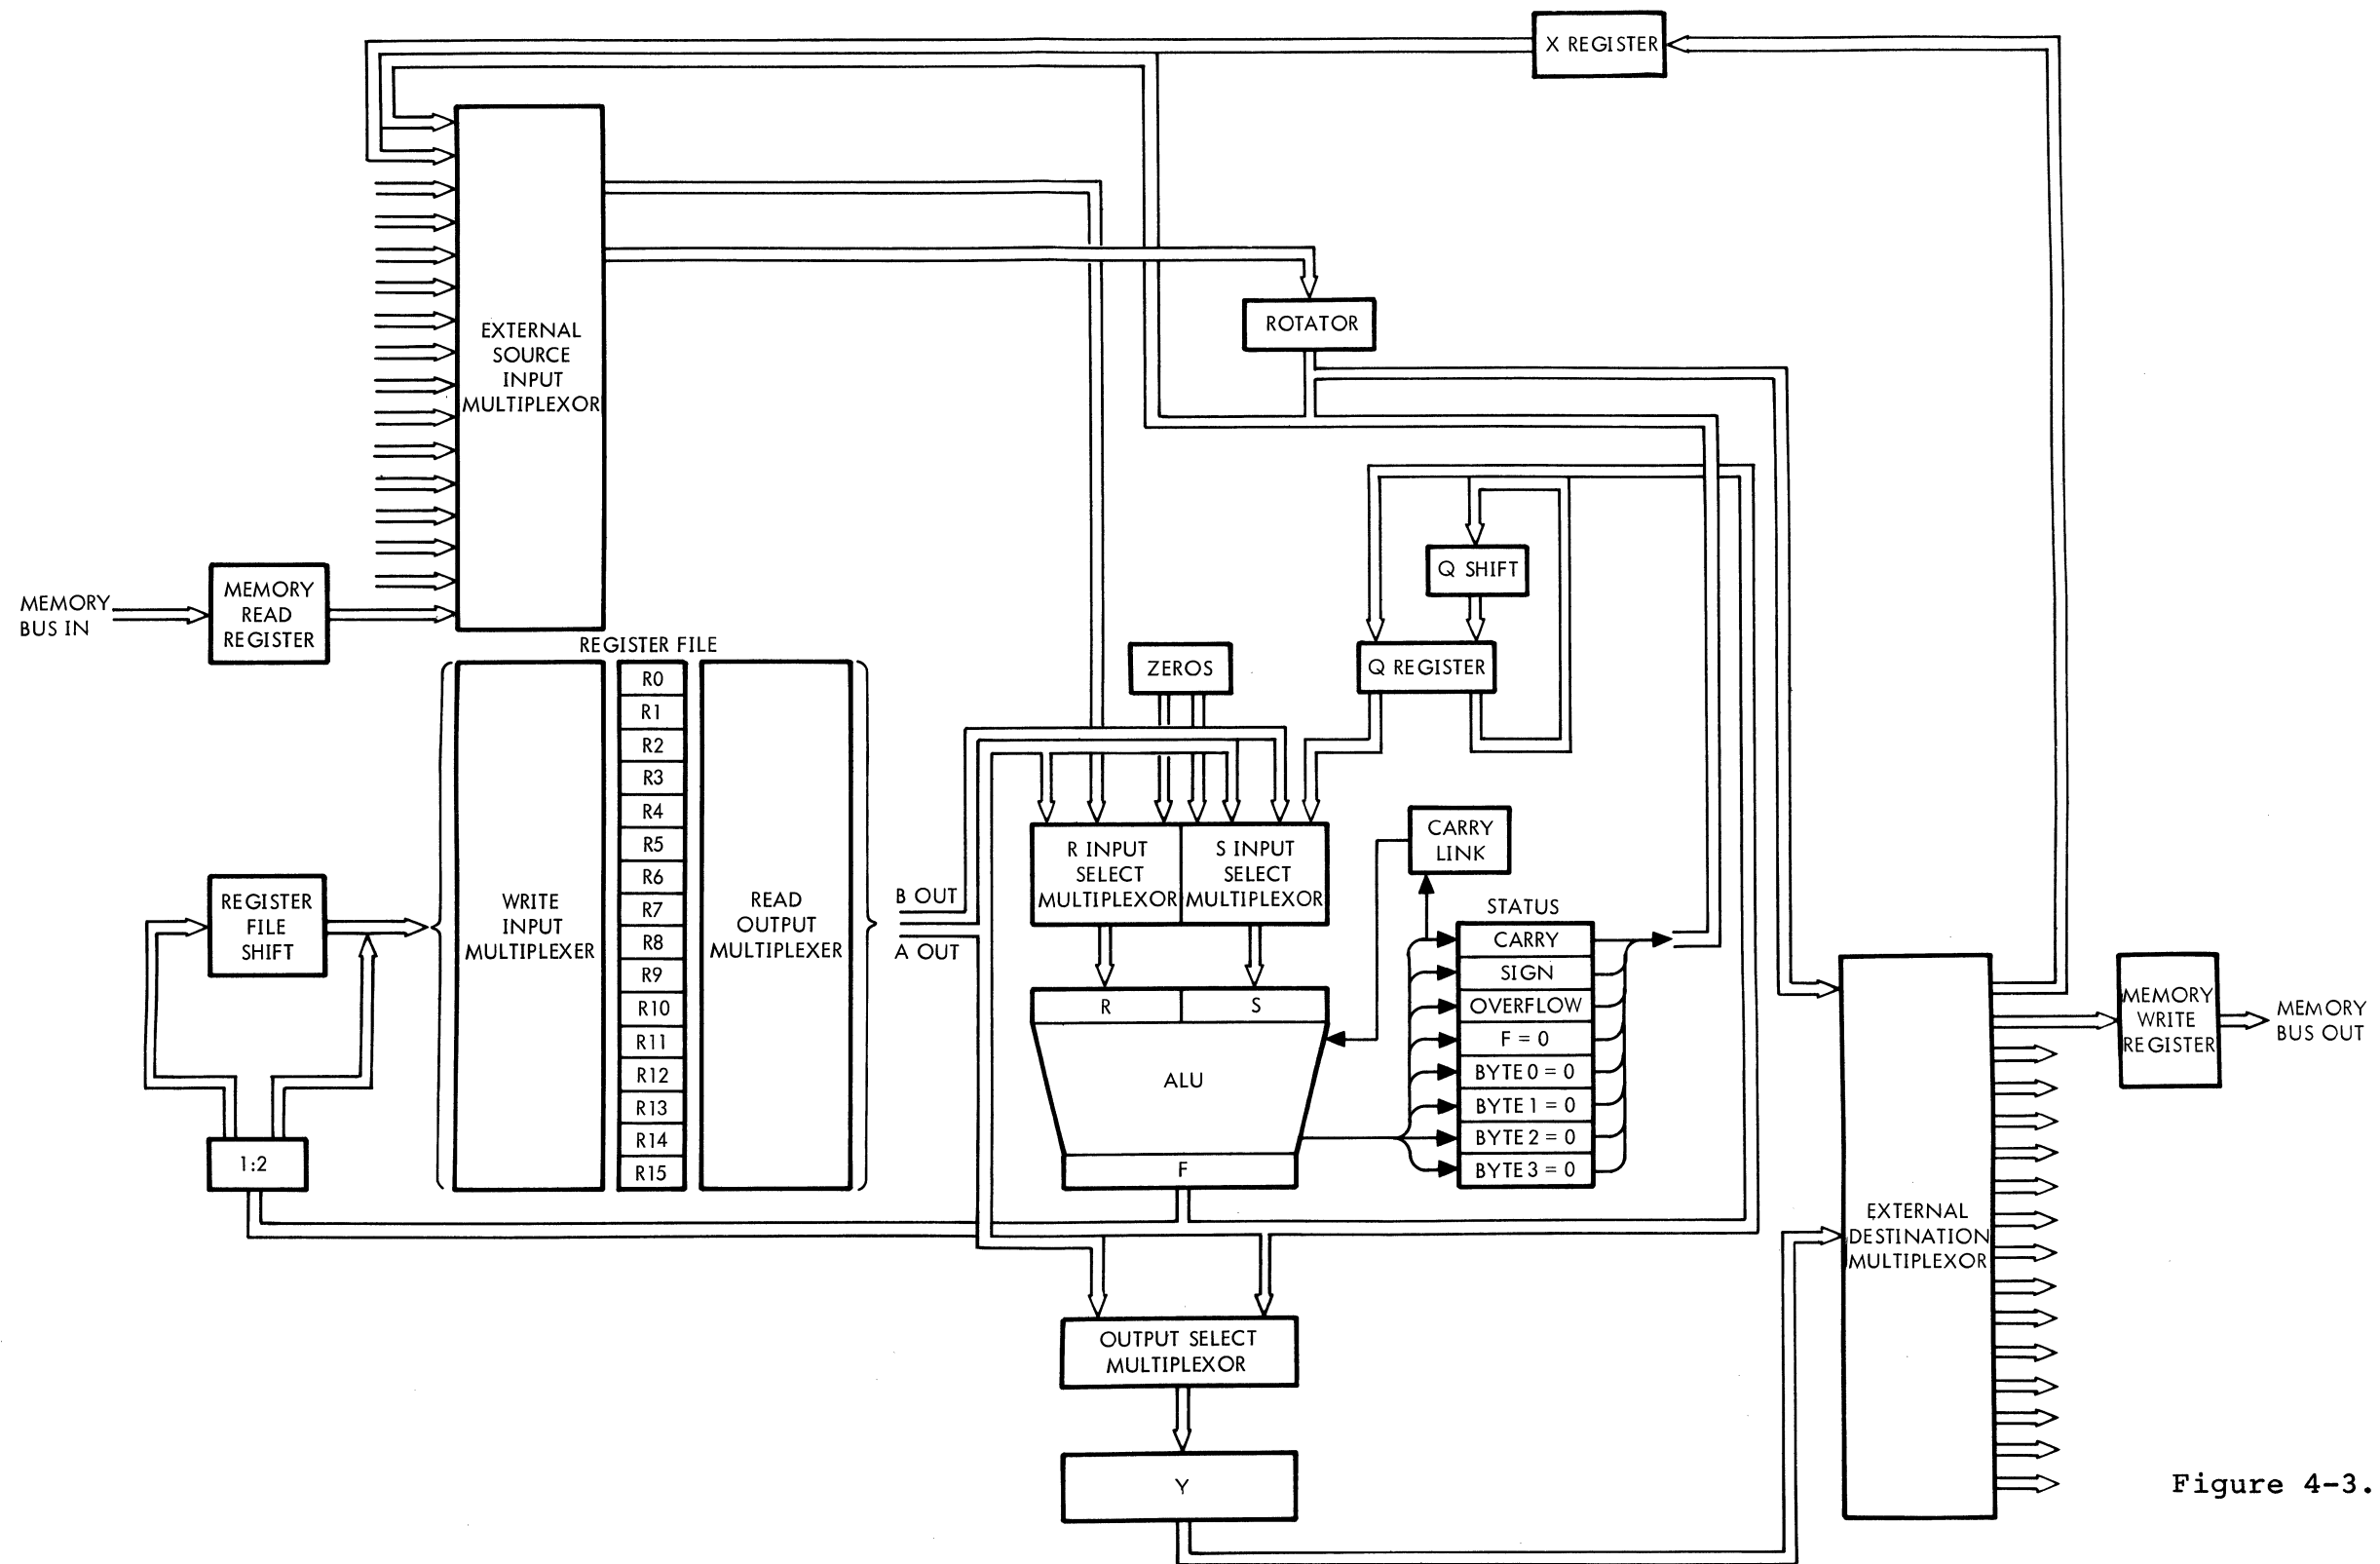 X REGISTER
EXTERNAL
SOURCE
INPUT
MULTIPLEXOR
ROTATOR
MEMORY
BUS IN
MEMORY
READ
REGISTER
Q SHIFT
Q REGISTER
ZEROS
REGISTER FILE
WRITE
INPUT
MULTIPLEXER
R0
R1
R2
R3
R4
R5
R6
R7
R8
R9
R10
R11
R12
R13
R14
R15
READ
OUTPUT
MULTIPLEXER
REGISTER
FILE
SHIFT
1:2
B OUT
A OUT
R INPUT
SELECT
MULTIPLEXOR
S INPUT
SELECT
MULTIPLEXOR
CARRY
LINK
R
S
ALU
F
STATUS
CARRY
SIGN
OVERFLOW
F = 0
BYTE 0 = 0
BYTE 1 = 0
BYTE 2 = 0
BYTE 3 = 0
OUTPUT SELECT
MULTIPLEXOR
Y
EXTERNAL
DESTINATION
MULTIPLEXOR
MEMORY
WRITE
REGISTER
MEMORY
BUS OUT
Figure 4-3.